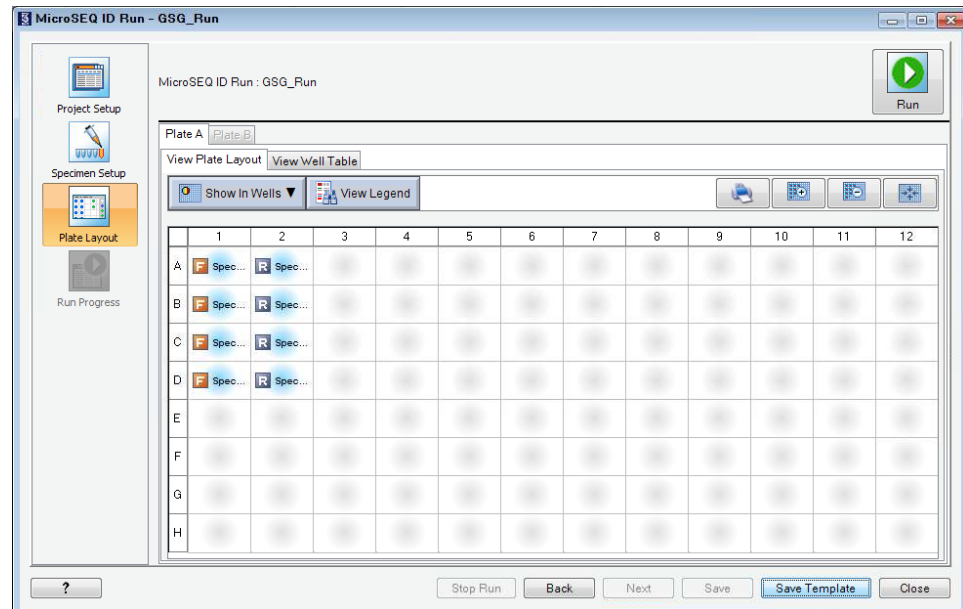 MicroSEQ ID Run - GSG_Run
Project Setup
Specimen Setup
Plate Layout
Run Progress
MicroSEQ ID Run : GSG_Run
Run
Plate A Plate B
View Plate Layout View Well Table
Show In Wells ▼ View Legend
1 2 3 4 5 6 7 8 9 10 11 12
A F Spec... R Spec...
B F Spec... R Spec...
C F Spec... R Spec...
D F Spec... R Spec...
E
F
G
H
? Stop Run Back Next Save Save Template Close